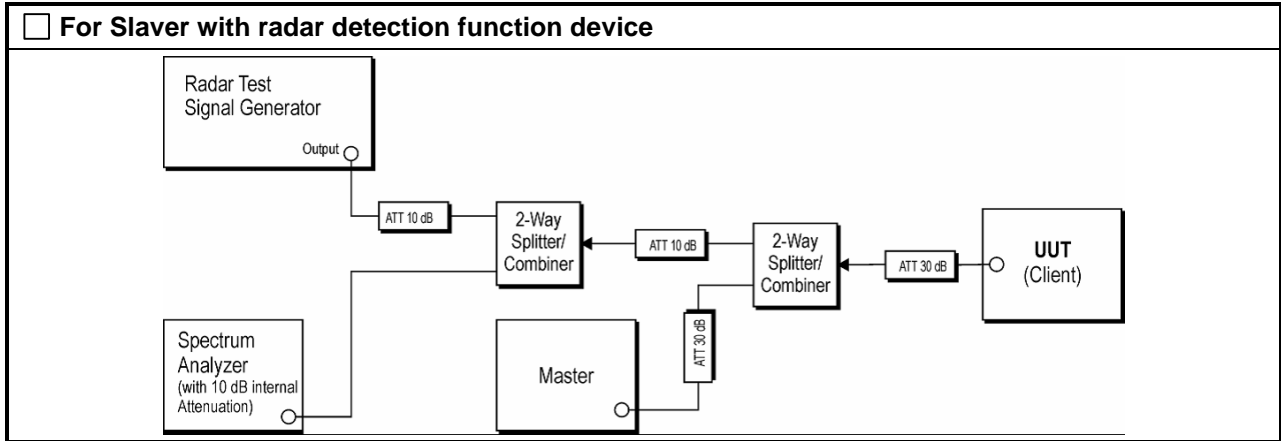 ☐ For Slaver with radar detection function device
Radar Test
Signal Generator
Output
ATT 10 dB
2-Way
Splitter/
Combiner
ATT 10 dB
2-Way
Splitter/
Combiner
ATT 30 dB
UUT
(Client)
Spectrum
Analyzer
(with 10 dB internal
Attenuation)
Master
ATT 30 dB